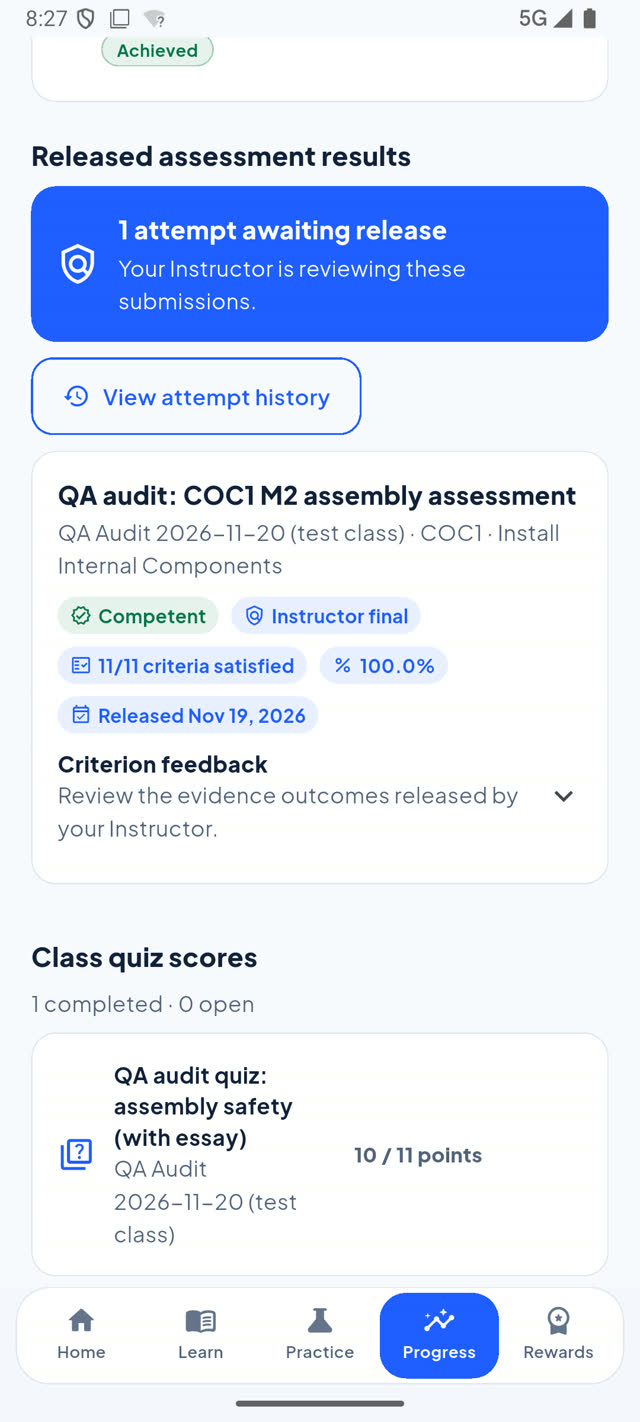 8:27
5G
Achieved
Released assessment results
1 attempt awaiting release
Your Instructor is reviewing these
submissions.
View attempt history
QA audit: COC1 M2 assembly assessment
QA Audit 2026-11-20 (test class) · COC1 · Install
Internal Components
Competent
Instructor final
11/11 criteria satisfied
% 100.0%
Released Nov 19, 2026
Criterion feedback
Review the evidence outcomes released by
your Instructor.
Class quiz scores
1 completed · 0 open
QA audit quiz:
assembly safety
(with essay)
QA Audit
2026-11-20 (test
class)
10 / 11 points
Home
Learn
Practice
Progress
Rewards